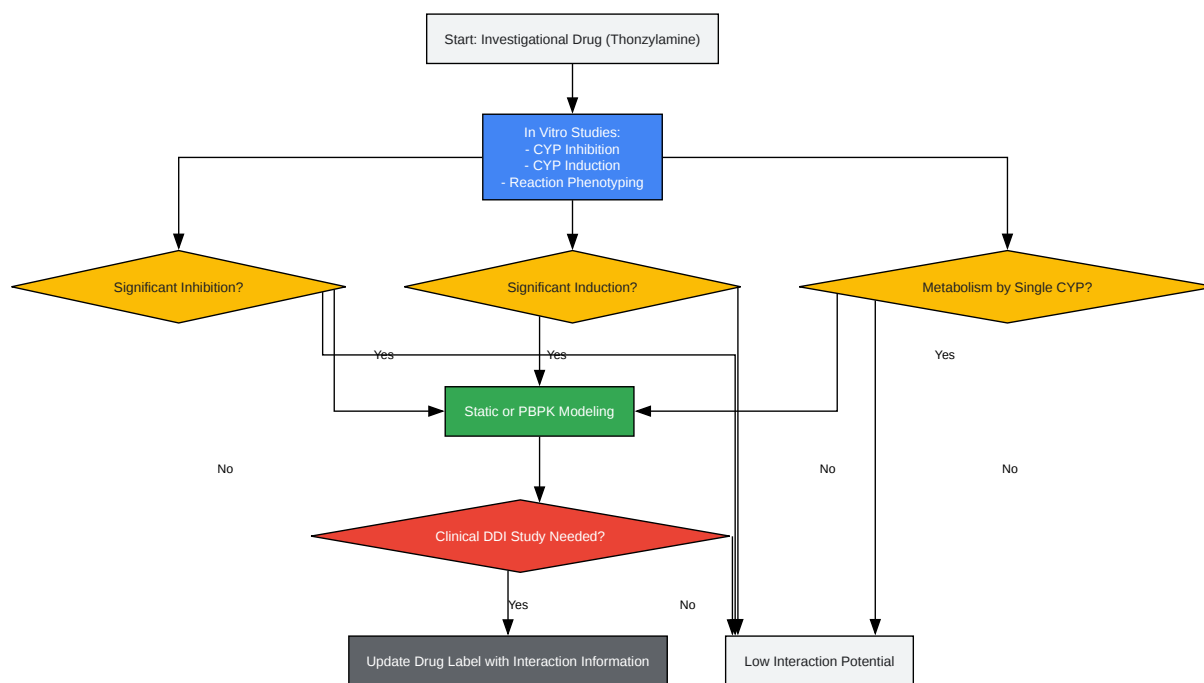 Start: Investigational Drug (Thonzylamine)
In Vitro Studies:
- CYP Inhibition
- CYP Induction
- Reaction Phenotyping
Significant Inhibition?
Significant Induction?
Metabolism by Single CYP?
Yes
Yes
Yes
Static or PBPK Modeling
No
No
No
Clinical DDI Study Needed?
Yes
No
Update Drug Label with Interaction Information
Low Interaction Potential